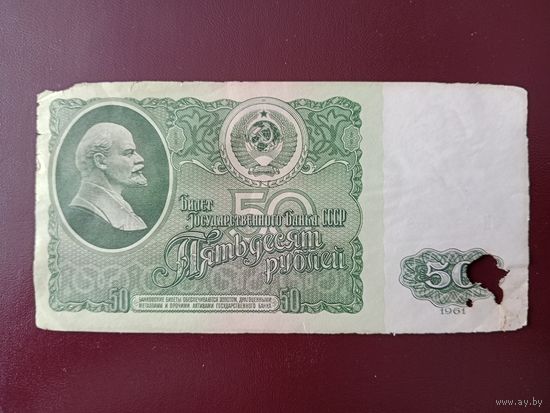 50
Билет
Государственного Банка СССР
Пятьдесят
рублей
50
БАНКОВСКИЕ БИЛЕТЫ ОБЕСПЕЧИВАЮТСЯ ЗОЛОТОМ, ДРАГОЦЕННЫМИ
МЕТАЛЛАМИ И ПРОЧИМИ АКТИВАМИ ГОСУДАРСТВЕННОГО БАНКА
50
50
1961
www.ay.by